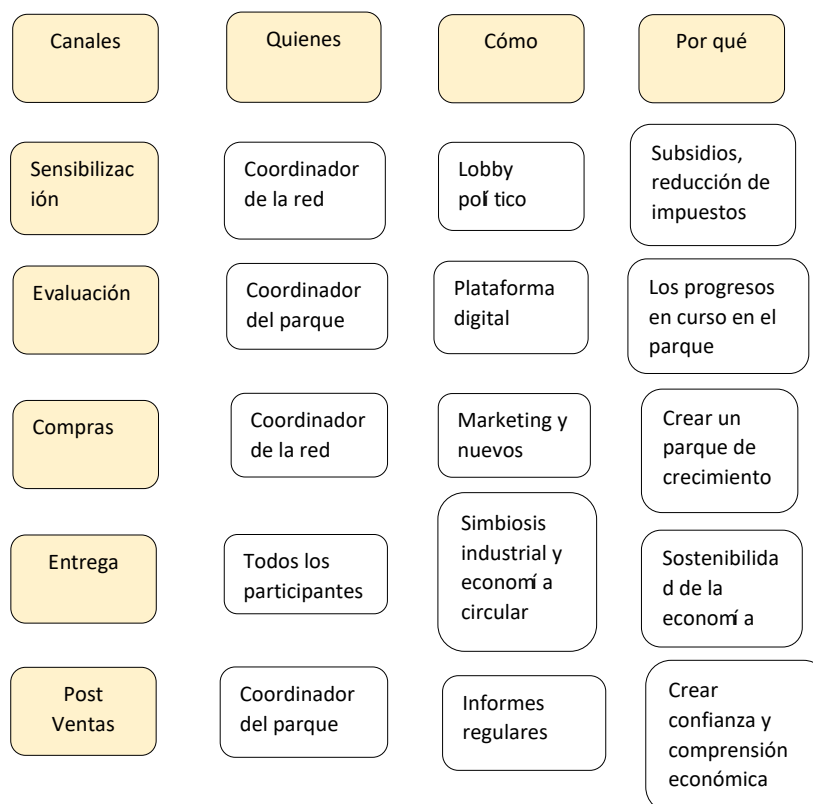 Canales
Quienes
Cómo
Por qué
Sensibilizac
ión
Coordinador
de la red
Lobby
polí tico
Subsidios,
reducción de
impuestos
Evaluación
Coordinador
del parque
Plataforma
digital
Los progresos
en curso en el
parque
Compras
Coordinador
de la red
Marketing y
nuevos
Crear un
parque de
crecimiento
Entrega
Todos los
participantes
Simbiosis
industrial y
economí a
circular
Sostenibilida
d de la
economí a
Post
Ventas
Coordinador
del parque
Informes
regulares
Crear
confianza y
comprensión
económica